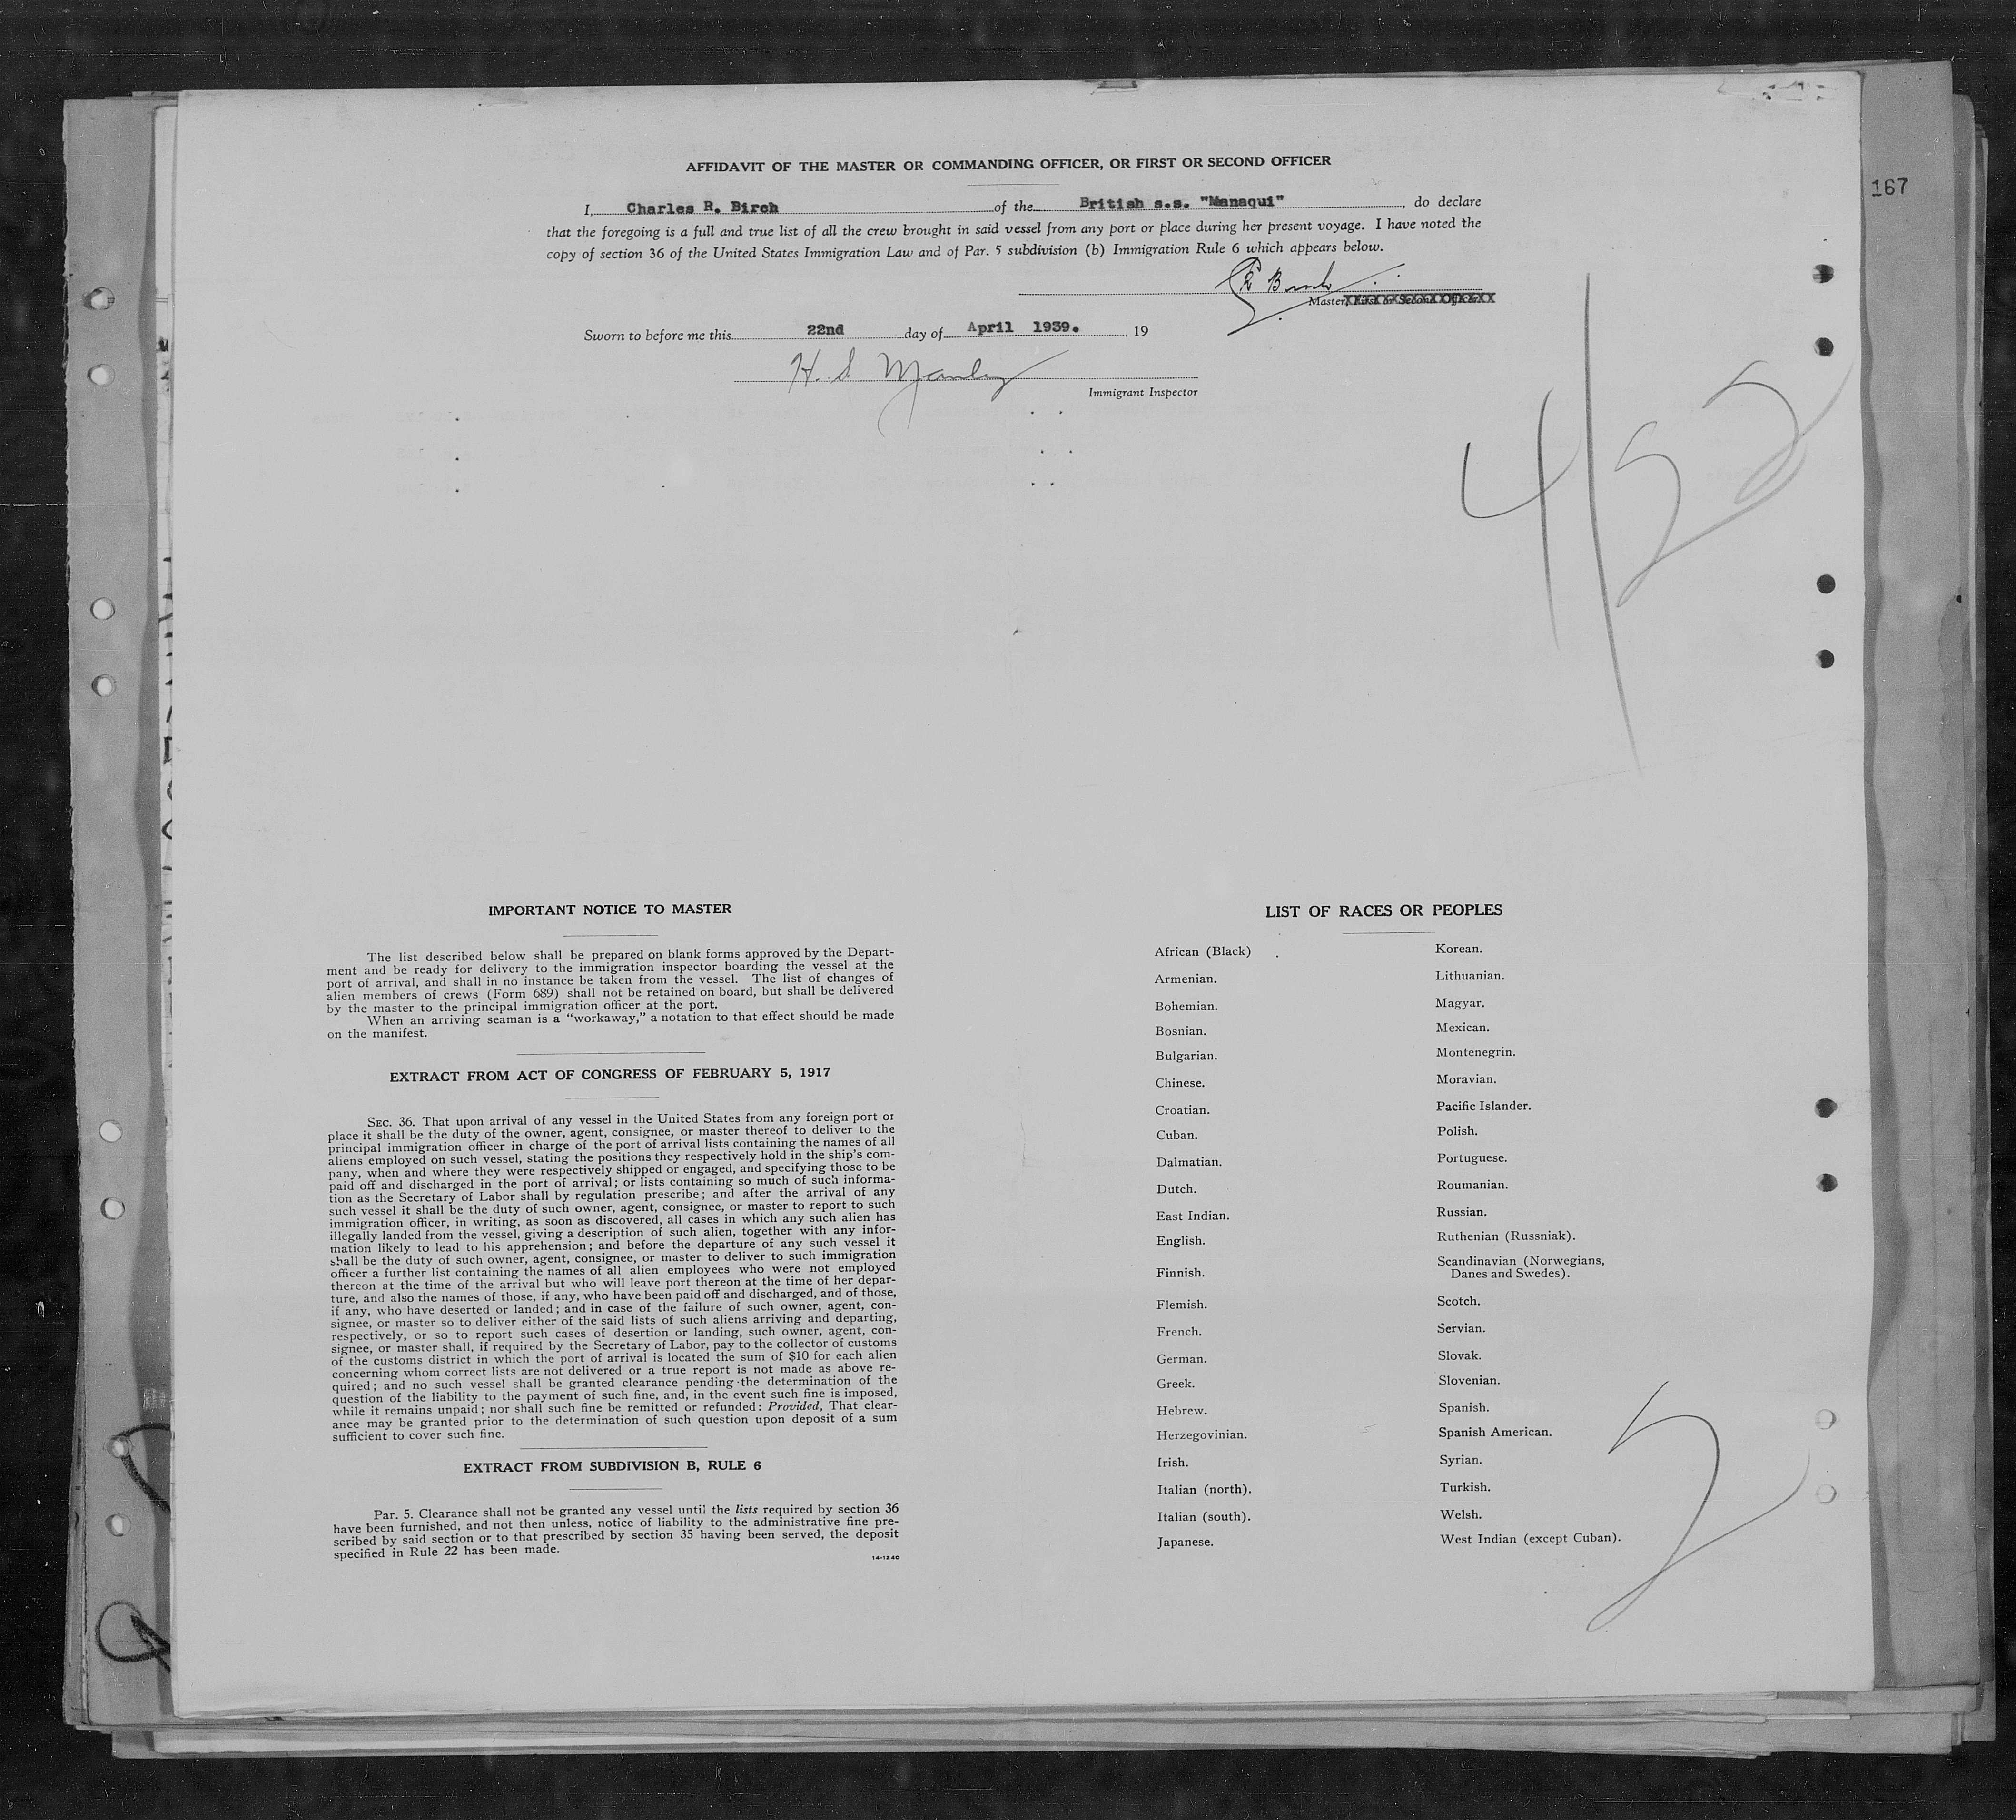 167
AFFIDAVIT OF THE MASTER OR COMMANDING OFFICER, OR FIRST OR SECOND OFFICER
I, Charles R. Birch of the British s.s. "Managui", do declare
that the foregoing is a full and true list of all the crew brought in said vessel from any port or place during her present voyage. I have noted the
copy of section 36 of the United States Immigration Law and of Par. 5 subdivision (b) Immigration Rule 6 which appears below.
Master, First or Second Officer
Sworn to before me this 22nd day of April 1939. , 19
H. S. Manley
Immigrant Inspector
4/22
IMPORTANT NOTICE TO MASTER
The list described below shall be prepared on blank forms approved by the Depart-
ment and be ready for delivery to the immigration inspector boarding the vessel at the
port of arrival, and shall in no instance be taken from the vessel. The list of changes of
alien members of crews (Form 689) shall not be retained on board, but shall be delivered
by the master to the principal immigration officer at the port.
When an arriving seaman is a "workaway," a notation to that effect should be made
on the manifest.
EXTRACT FROM ACT OF CONGRESS OF FEBRUARY 5, 1917
SEC. 36. That upon arrival of any vessel in the United States from any foreign port or
place it shall be the duty of the owner, agent, consignee, or master thereof to deliver to the
principal immigration officer in charge of the port of arrival lists containing the names of all
aliens employed on such vessel, stating the positions they respectively hold in the ship's com-
pany, when and where they were respectively shipped or engaged, and specifying those to be
paid off and discharged in the port of arrival; or lists containing so much of such informa-
tion as the Secretary of Labor shall by regulation prescribe; and after the arrival of any
such vessel it shall be the duty of such owner, agent, consignee, or master to report to such
immigration officer, in writing, as soon as discovered, all cases in which any such alien has
illegally landed from the vessel, giving a description of such alien, together with any infor-
mation likely to lead to his apprehension; and before the departure of any such vessel it
shall be the duty of such owner, agent, consignee, or master to deliver to such immigration
officer a further list containing the names of all alien employees who were not employed
thereon at the time of the arrival but who will leave port thereon at the time of her depar-
ture, and also the names of those, if any, who have been paid off and discharged, and of those,
if any, who have deserted or landed; and in case of the failure of such owner, agent, con-
signee, or master so to deliver either of the said lists of such aliens arriving and departing,
respectively, or so to report such cases of desertion or landing, such owner, agent, con-
signee, or master shall, if required by the Secretary of Labor, pay to the collector of customs
of the customs district in which the port of arrival is located the sum of $10 for each alien
concerning whom correct lists are not delivered or a true report is not made as above re-
quired; and no such vessel shall be granted clearance pending the determination of the
question of the liability to the payment of such fine, and, in the event such fine is imposed,
while it remains unpaid; nor shall such fine be remitted or refunded: Provided, That clear-
ance may be granted prior to the determination of such question upon deposit of a sum
sufficient to cover such fine.
EXTRACT FROM SUBDIVISION B, RULE 6
Par. 5. Clearance shall not be granted any vessel until the lists required by section 36
have been furnished, and not then unless, notice of liability to the administrative fine pre-
scribed by said section or to that prescribed by section 35 having been served, the deposit
specified in Rule 22 has been made.
14-1240
LIST OF RACES OR PEOPLES
African (Black)
Armenian.
Bohemian.
Bosnian.
Bulgarian.
Chinese.
Croatian.
Cuban.
Dalmatian.
Dutch.
East Indian.
English.
Finnish.
Flemish.
French.
German.
Greek.
Hebrew.
Herzegovinian.
Irish.
Italian (north).
Italian (south).
Japanese.
Korean.
Lithuanian.
Magyar.
Mexican.
Montenegrin.
Moravian.
Pacific Islander.
Polish.
Portuguese.
Roumanian.
Russian.
Ruthenian (Russniak).
Scandinavian (Norwegians,
Danes and Swedes).
Scotch.
Servian.
Slovak.
Slovenian.
Spanish.
Spanish American.
Syrian.
Turkish.
Welsh.
West Indian (except Cuban).
2